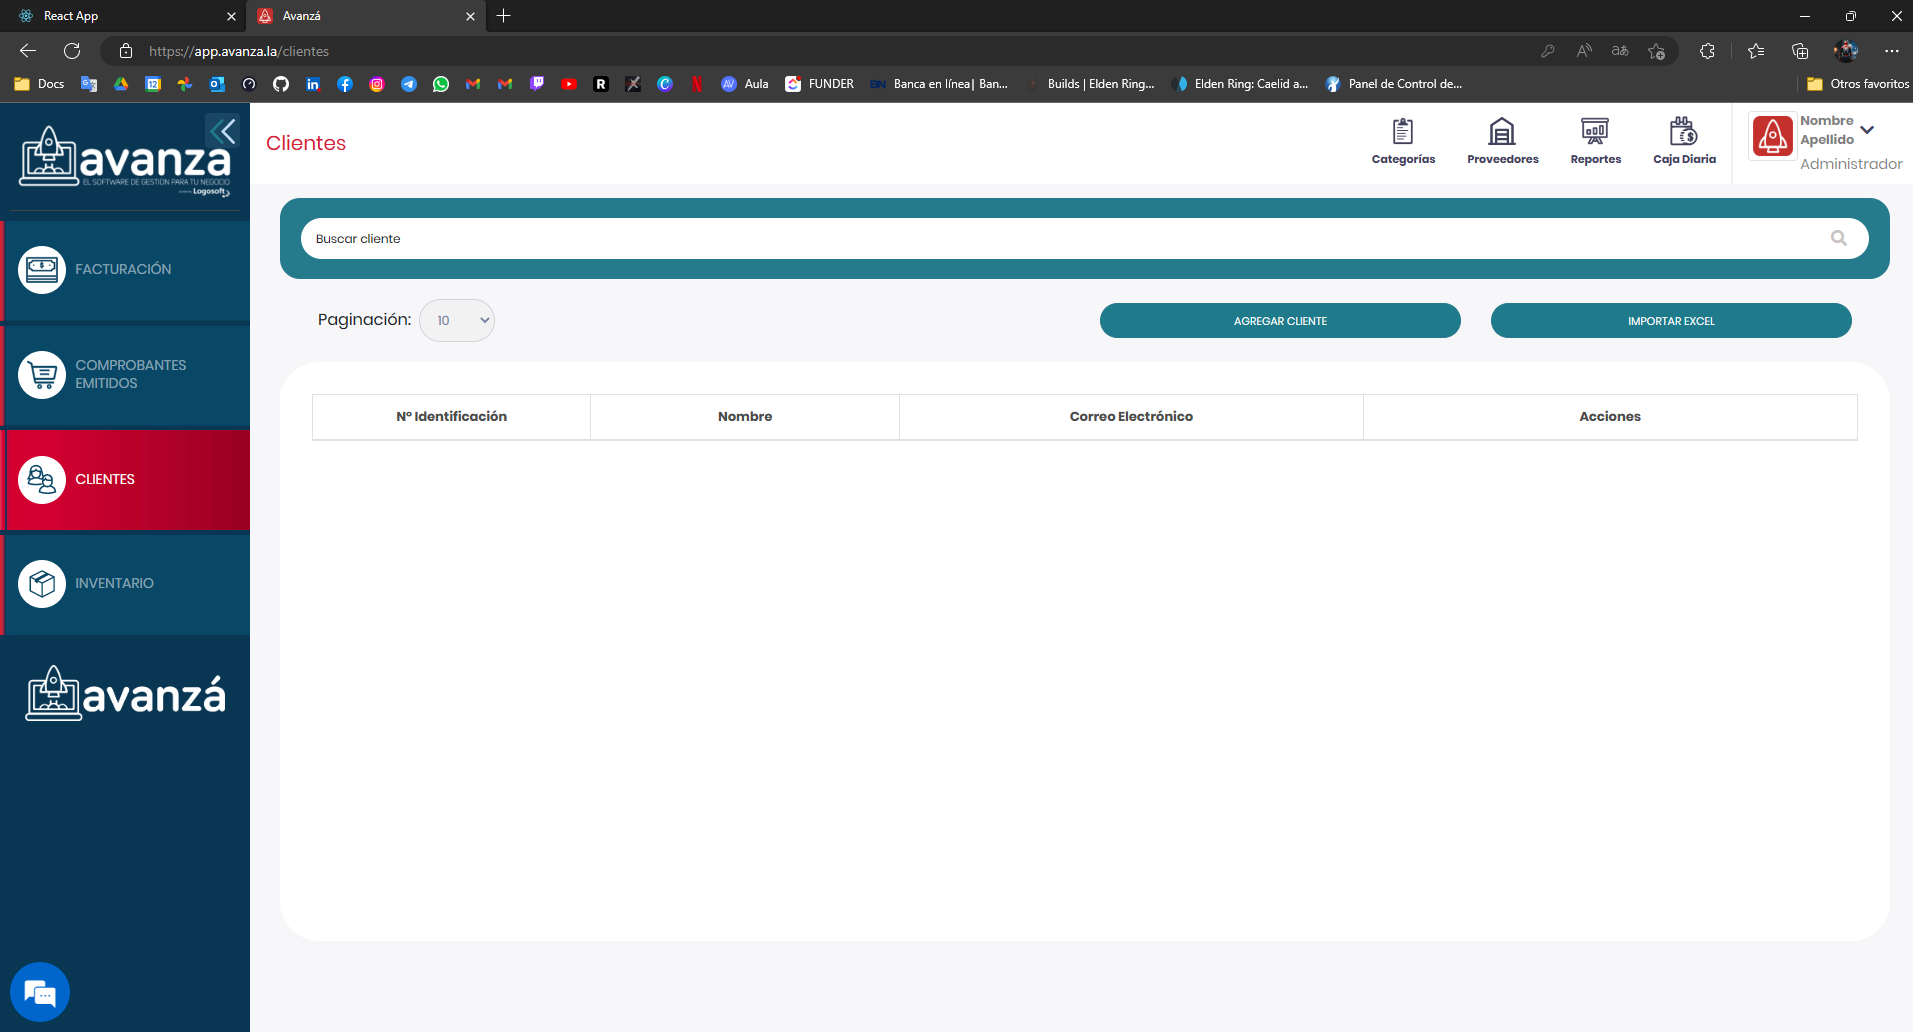 React App
Avanzá
https://app.avanza.la/clientes
Docs
Aula
FUNDER
Banca en línea| Ban...
Builds | Elden Ring...
Elden Ring: Caelid a...
Panel de Control de...
Otros favoritos
avanza
EL SOFTWARE DE GESTION PARA TU NEGOCIO
Logosoft
Clientes
Categorías
Proveedores
Reportes
Caja Diaria
Nombre
Apellido
Administrador
Buscar cliente
FACTURACIÓN
Paginación:
10
AGREGAR CLIENTE
IMPORTAR EXCEL
COMPROBANTES
EMITIDOS
Nº Identificación
Nombre
Correo Electrónico
Acciones
CLIENTES
INVENTARIO
avanzá